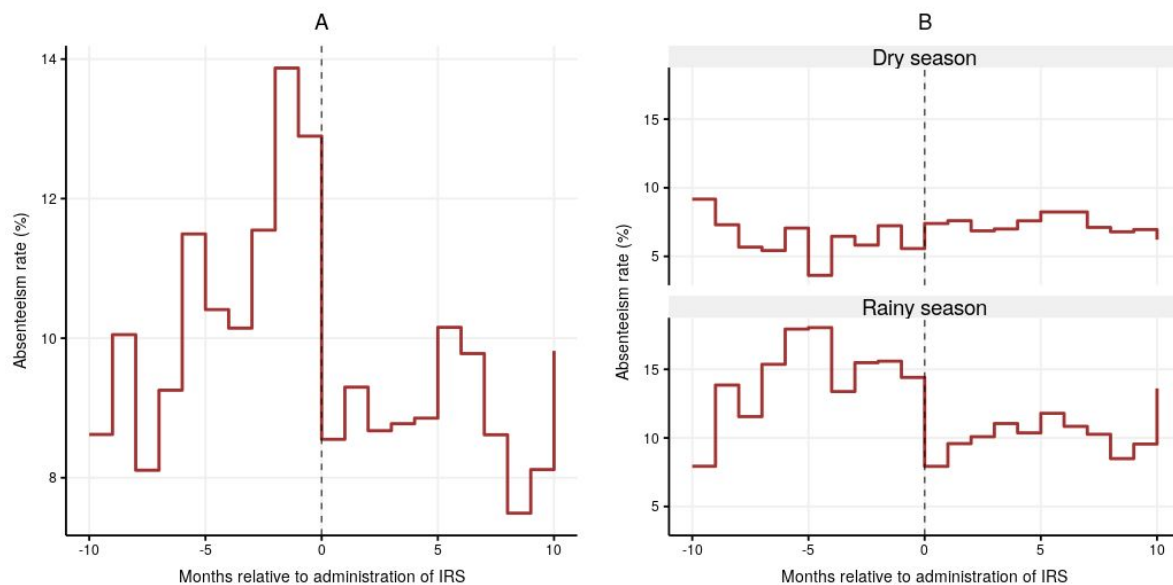 A
14
12
10
8
Absenteeism rate (%)
-10 -5 0 5 10
Months relative to administration of IRS
B
Dry season
15
10
5
Rainy season
15
10
5
Absenteeism rate (%)
-10 -5 0 5 10
Months relative to administration of IRS